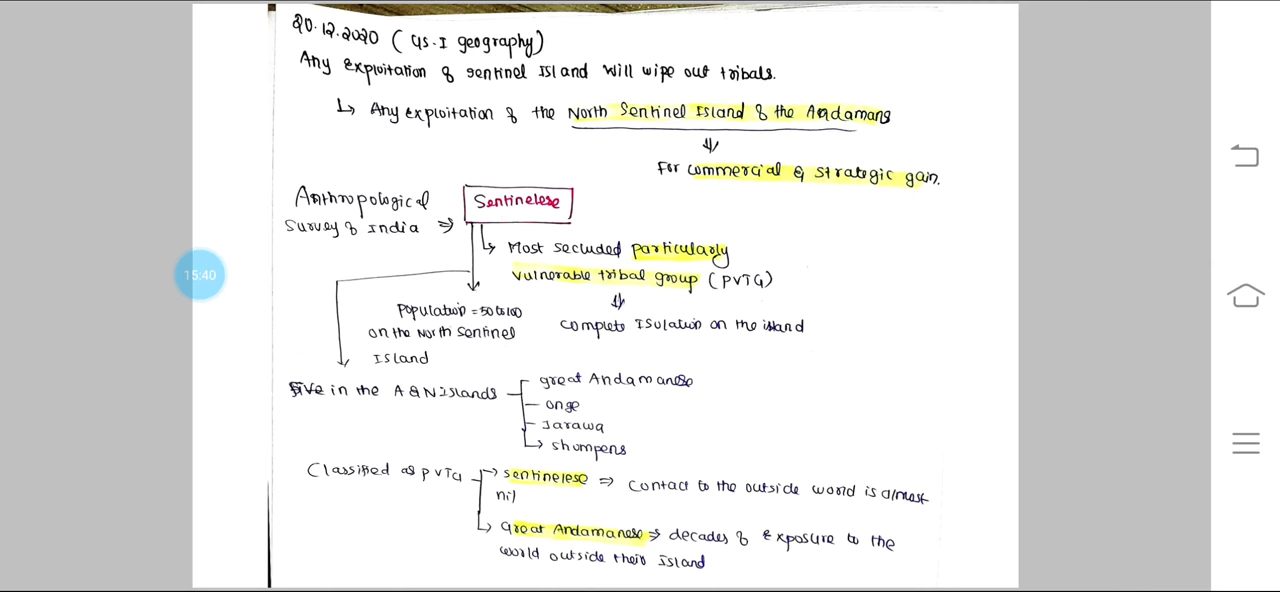 20.12.2020 (GS.I geography)
Any exploitation of sentinel Island will wipe out tribals.
↳ Any exploitation of the North Sentinel Island of the Andamans
⇓
For commercial & strategic gain.
Anthropological Survey of India ⇒
Sentinelese
↳ Most secluded particularly
vulnerable tribal group (PVTG)
⇓
Complete Isolation on the island
Population = 50 to 100
on the North Sentinel
Island
15:40
Five in the A & N islands
great Andamanese
onge
Jarawa
shompens
Classified as PVTG
→ sentinelese ⇒ contact to the outside world is almost
nil
↳ Great Andamanese ⇒ decades of exposure to the
world outside their Island